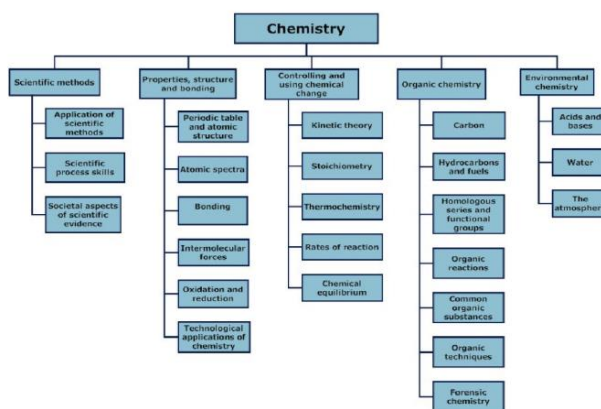 Chemistry
Scientific methods
Application of
scientific methods
Scientific
process skills
Societal aspects
of scientific
evidence
Properties, structure
and bonding
Periodic table
and atomic
structure
Atomic spectra
Bonding
Intermolecular
forces
Oxidation and
reduction
Technological
applications of
chemistry
Controlling and
using chemical
change
Kinetic theory
Stoichiometry
Thermochemistry
Rates of reaction
Chemical
equilibrium
Organic chemistry
Carbon
Hydrocarbons
and fuels
Homologous
series and
functional
groups
Organic
reactions
Common
organic
substances
Organic
techniques
Forensic
chemistry
Environmental
chemistry
Acids and
bases
Water
The
atmospher